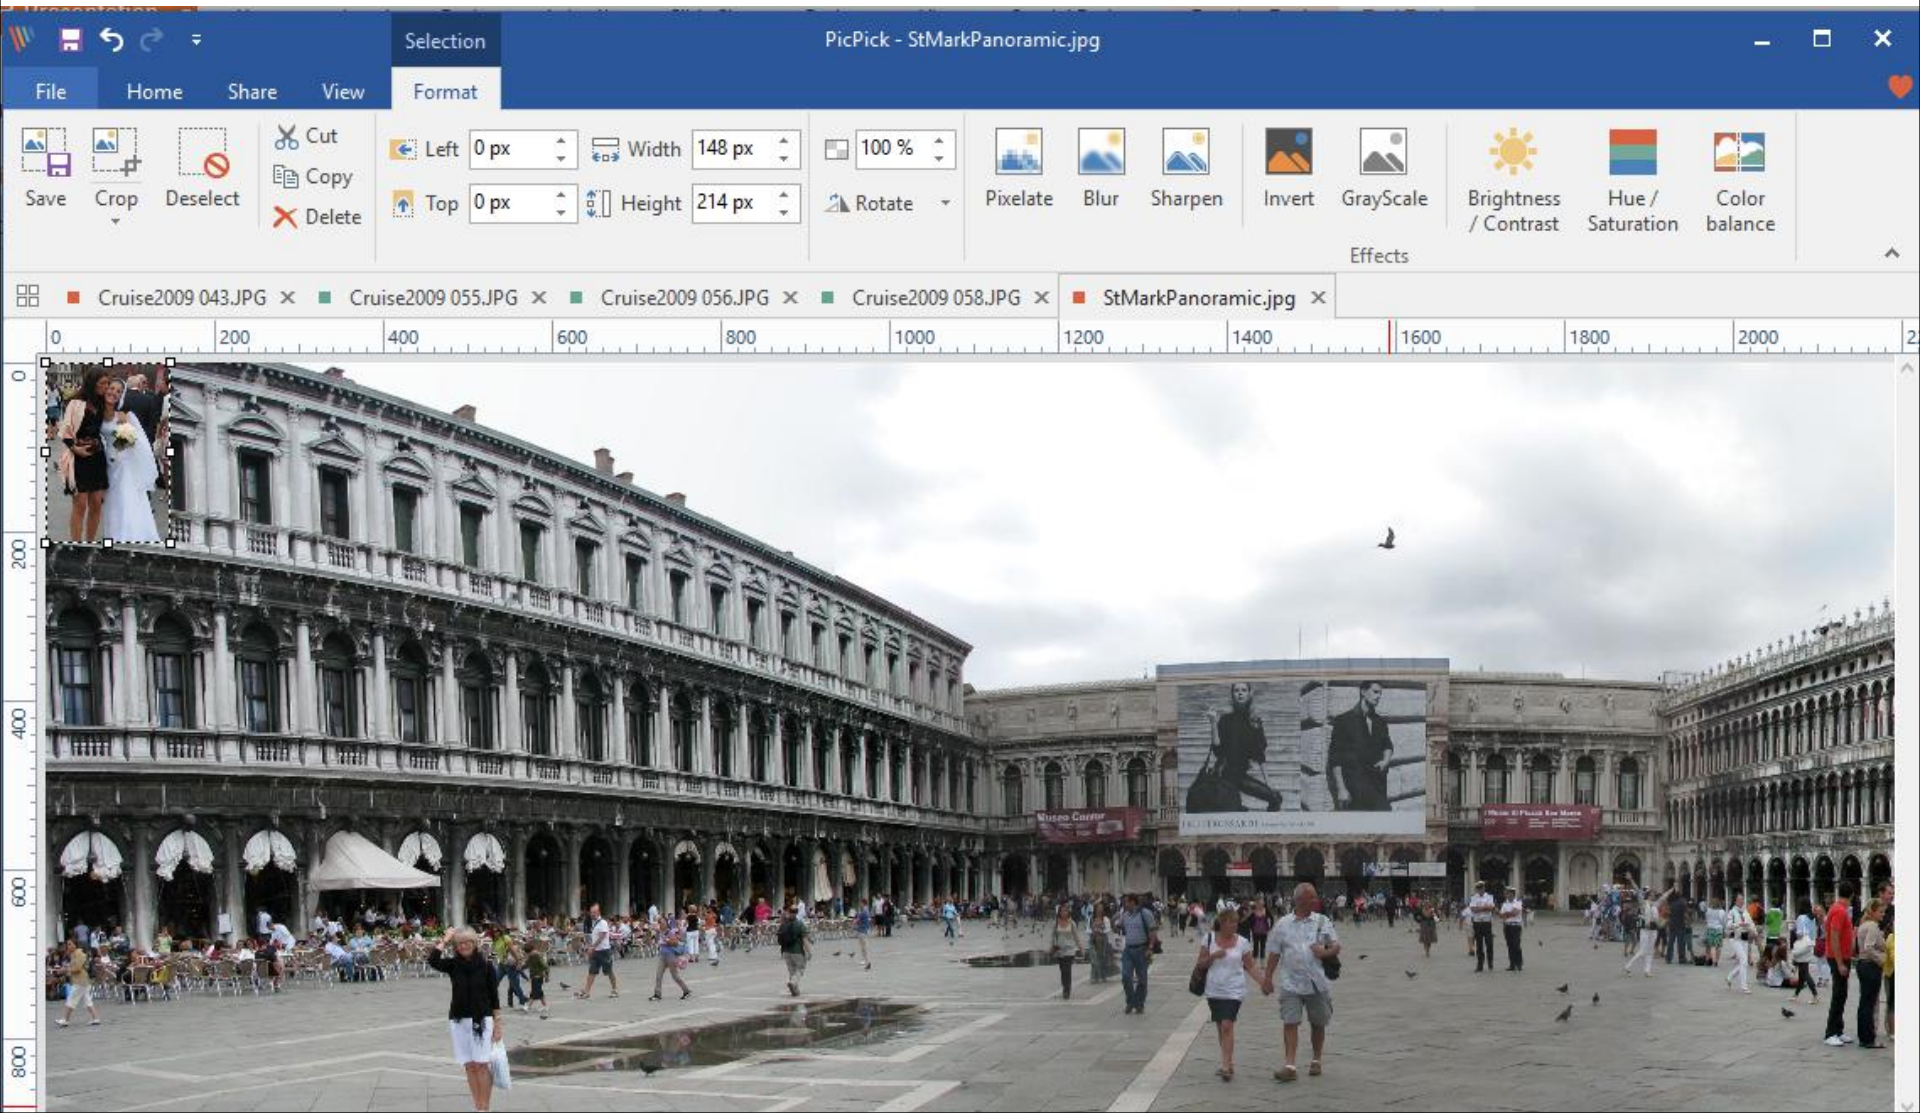 Selection
PicPick - StMarkPanoramic.jpg
File Home Share View Format
Save
Crop
Deselect
Cut
Copy
Delete
Left 0 px
Top 0 px
Width 148 px
Height 214 px
100 %
Rotate
Pixelate
Blur
Sharpen
Invert
GrayScale
Brightness
/ Contrast
Hue /
Saturation
Color
balance
Effects
Cruise2009 043.JPG
Cruise2009 055.JPG
Cruise2009 056.JPG
Cruise2009 058.JPG
StMarkPanoramic.jpg
0 200 400 600 800 1000 1200 1400 1600 1800 2000
0
200
400
600
800
Museo Correr